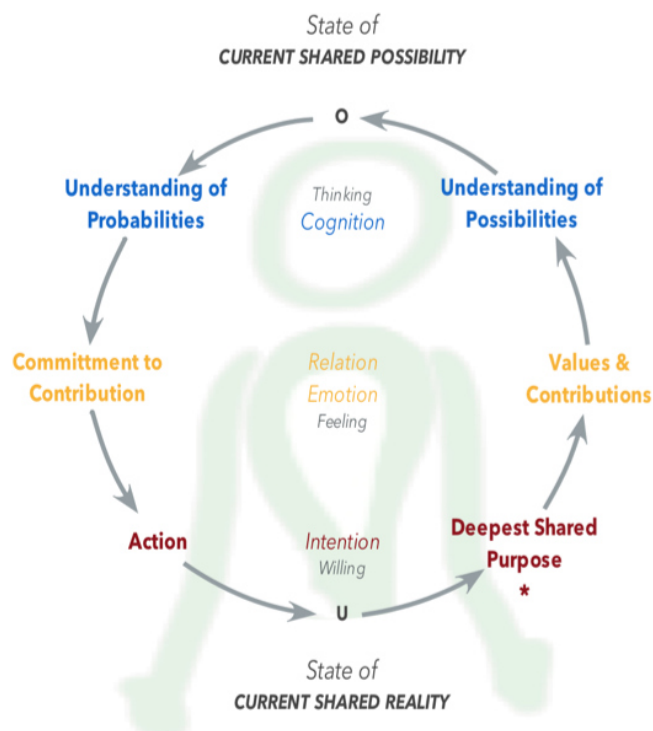 State of
CURRENT SHARED POSSIBILITY
O
Understanding of
Probabilities
Thinking
Cognition
Understanding of
Possibilities
Committment to
Contribution
Relation
Emotion
Feeling
Values &
Contributions
Action
Intention
Willing
Deepest Shared
Purpose
*
U
State of
CURRENT SHARED REALITY